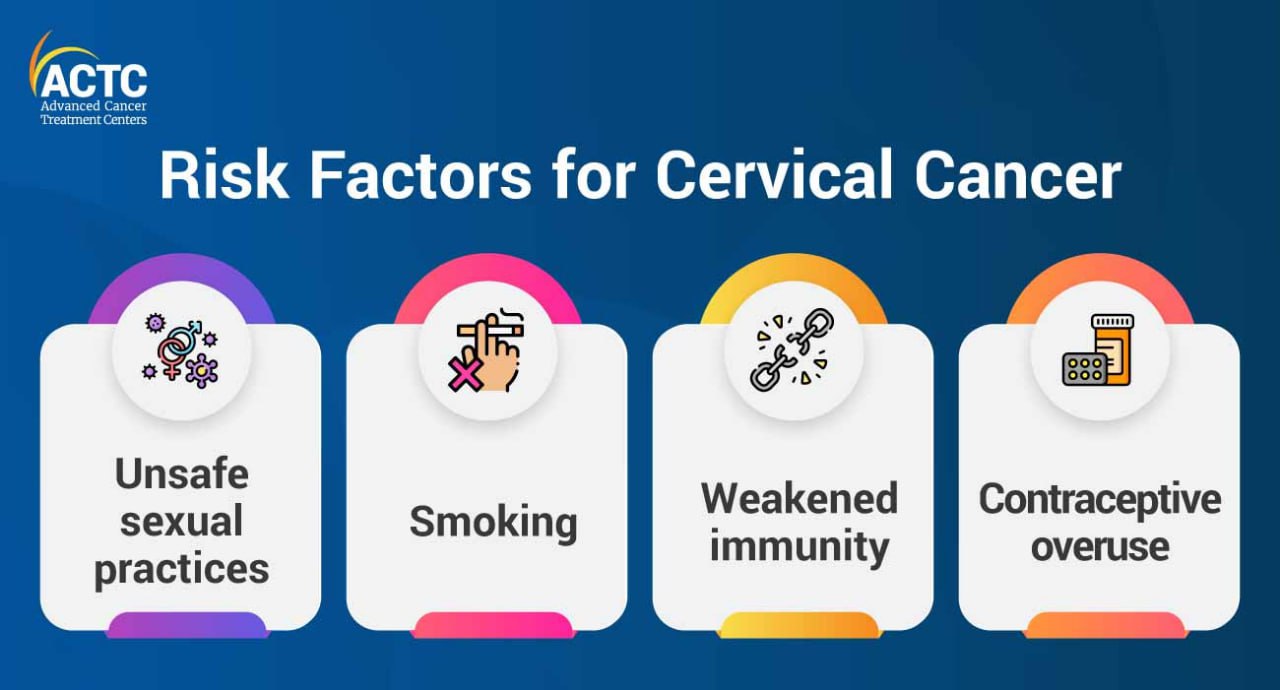 ACTC
Advanced Cancer
Treatment Centers
Risk Factors for Cervical Cancer
Unsafe
sexual
practices
Smoking
Weakened
immunity
Contraceptive
overuse